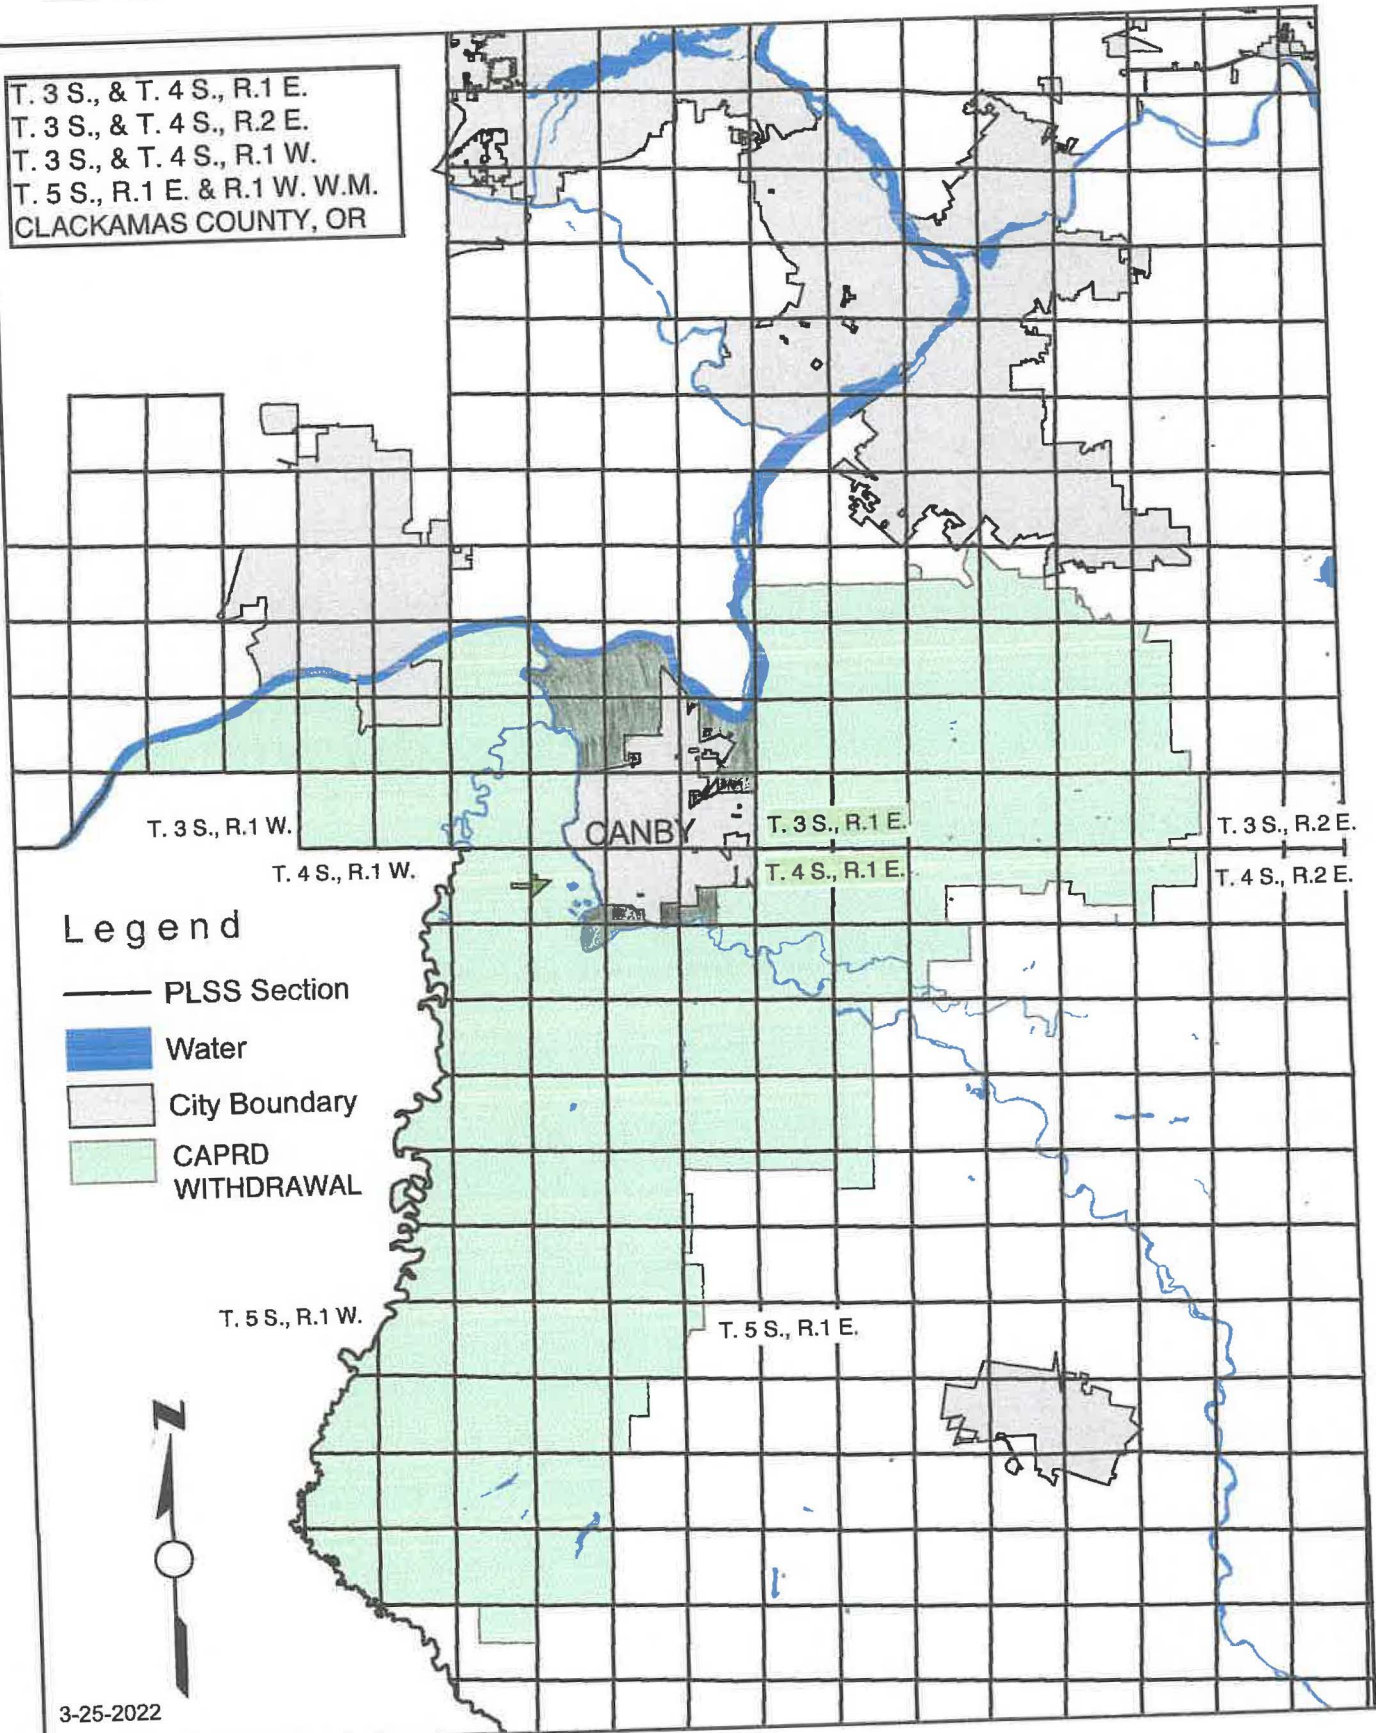 T. 3 S., & T. 4 S., R.1 E.
T. 3 S., & T. 4 S., R.2 E.
T. 3 S., & T. 4 S., R.1 W.
T. 5 S., R.1 E. & R.1 W. W.M.
CLACKAMAS COUNTY, OR
CANBY
T. 3 S., R.1 W.
T. 3 S., R.1 E.
T. 3 S., R.2 E.
T. 4 S., R.1 W.
T. 4 S., R.1 E.
T. 4 S., R.2 E.
Legend
PLSS Section
Water
City Boundary
CAPRD
WITHDRAWAL
T. 5 S., R.1 W.
T. 5 S., R.1 E.
N
3-25-2022